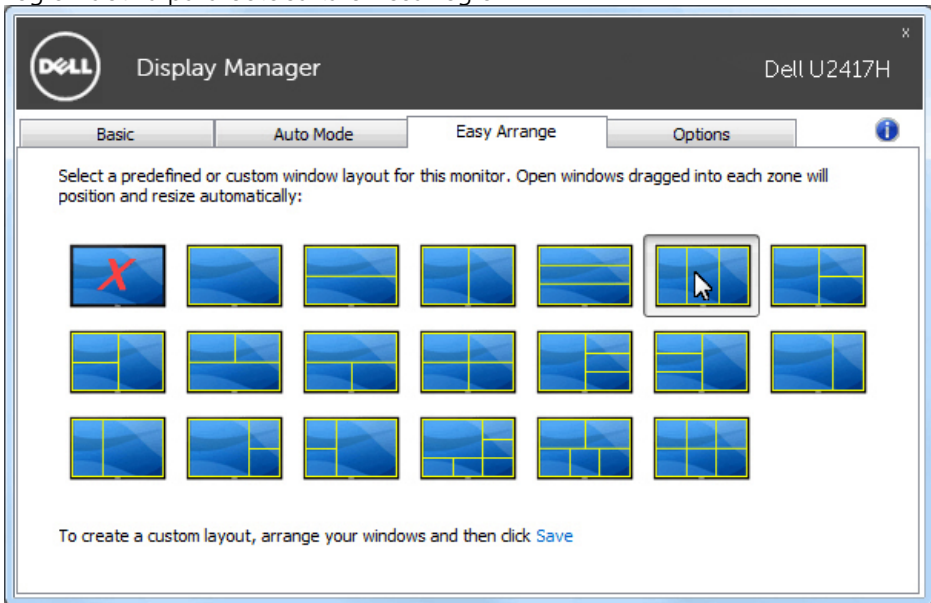 DELL
Display Manager
x
Dell U2417H
Basic
Auto Mode
Easy Arrange
Options
Select a predefined or custom window layout for this monitor. Open windows dragged into each zone will
position and resize automatically:
X
To create a custom layout, arrange your windows and then click Save